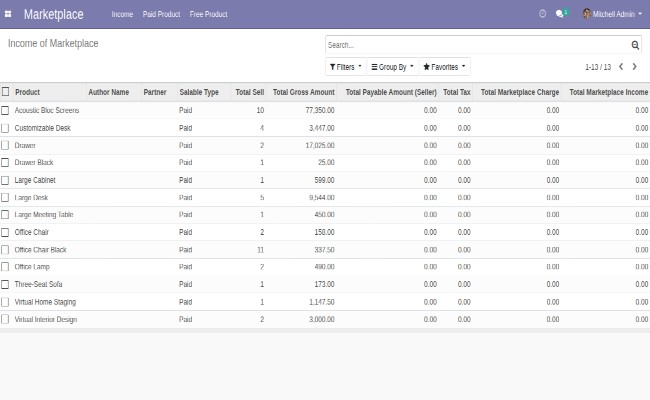 Marketplace Income Paid Product Free Product 1 Mitchell Admin
Income of Marketplace Search...
Filters Group By Favorites 1-13 / 13
Product Author Name Partner Salable Type Total Sell Total Gross Amount Total Payable Amount (Seller) Total Tax Total Marketplace Charge Total Marketplace Income
Acoustic Bloc Screens Paid 10 77,350.00 0.00 0.00 0.00 0.00
Customizable Desk Paid 4 3,447.00 0.00 0.00 0.00 0.00
Drawer Paid 2 17,025.00 0.00 0.00 0.00 0.00
Drawer Black Paid 1 25.00 0.00 0.00 0.00 0.00
Large Cabinet Paid 1 599.00 0.00 0.00 0.00 0.00
Large Desk Paid 5 9,544.00 0.00 0.00 0.00 0.00
Large Meeting Table Paid 1 450.00 0.00 0.00 0.00 0.00
Office Chair Paid 2 158.00 0.00 0.00 0.00 0.00
Office Chair Black Paid 11 337.50 0.00 0.00 0.00 0.00
Office Lamp Paid 2 490.00 0.00 0.00 0.00 0.00
Three-Seat Sofa Paid 1 173.00 0.00 0.00 0.00 0.00
Virtual Home Staging Paid 1 1,147.50 0.00 0.00 0.00 0.00
Virtual Interior Design Paid 2 3,000.00 0.00 0.00 0.00 0.00